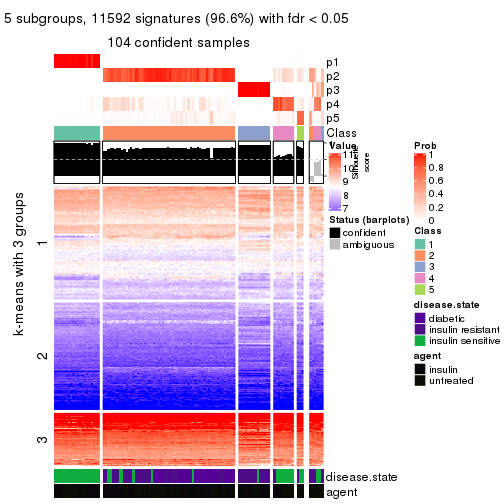 5 subgroups, 11592 signatures (96.6%) with fdr < 0.05
104 confident samples
p1
p2
p3
p4
p5
Class
Silhouette
score
k-means with 3 groups
1
2
3
disease.state
agent
Value
11
10
9
8
7
Status (barplots)
confident
ambiguous
Prob
1
0.8
0.6
0.4
0.2
0
Class
1
2
3
4
5
disease.state
diabetic
insulin resistant
insulin sensitive
agent
insulin
untreated